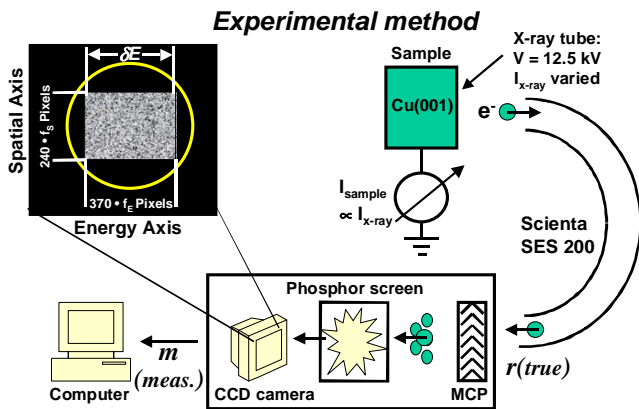 Experimental method
δE
Spatial Axis
240 • fS Pixels
370 • fE Pixels
Energy Axis
Sample
Cu(001)
X-ray tube:
V = 12.5 kV
Ix-ray varied
e-
Isample
∝ Ix-ray
Scienta
SES 200
Phosphor screen
m
(meas.)
r(true)
Computer
CCD camera
MCP